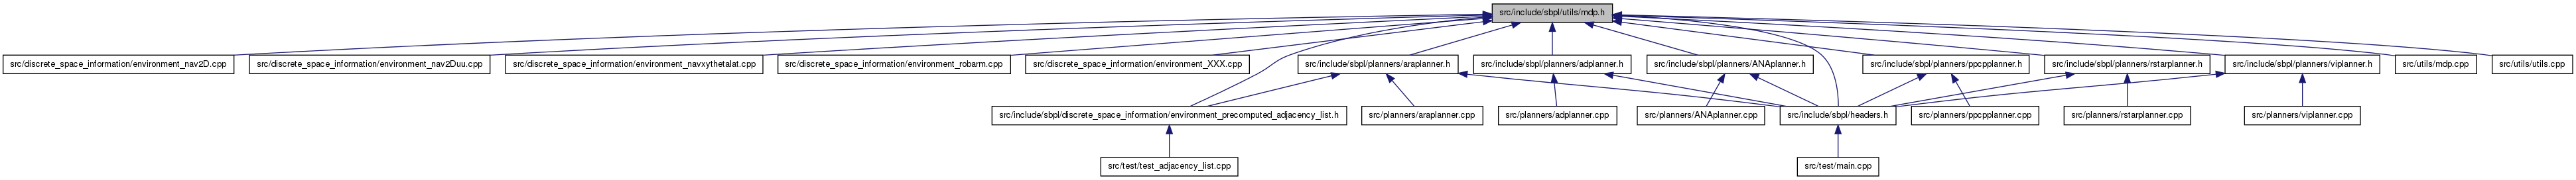 src/include/sbpl/utils/mdp.h
src/discrete_space_information/environment_nav2D.cpp
src/discrete_space_information/environment_nav2Duu.cpp
src/discrete_space_information/environment_navxythetalat.cpp
src/discrete_space_information/environment_robarm.cpp
src/discrete_space_information/environment_XXX.cpp
src/include/sbpl/planners/araplanner.h
src/include/sbpl/planners/adplanner.h
src/include/sbpl/planners/ANAplanner.h
src/include/sbpl/planners/ppcpplanner.h
src/include/sbpl/planners/rstarplanner.h
src/include/sbpl/planners/viplanner.h
src/utils/mdp.cpp
src/utils/utils.cpp
src/include/sbpl/discrete_space_information/environment_precomputed_adjacency_list.h
src/planners/araplanner.cpp
src/planners/adplanner.cpp
src/planners/ANAplanner.cpp
src/include/sbpl/headers.h
src/planners/ppcpplanner.cpp
src/planners/rstarplanner.cpp
src/planners/viplanner.cpp
src/test/test_adjacency_list.cpp
src/test/main.cpp